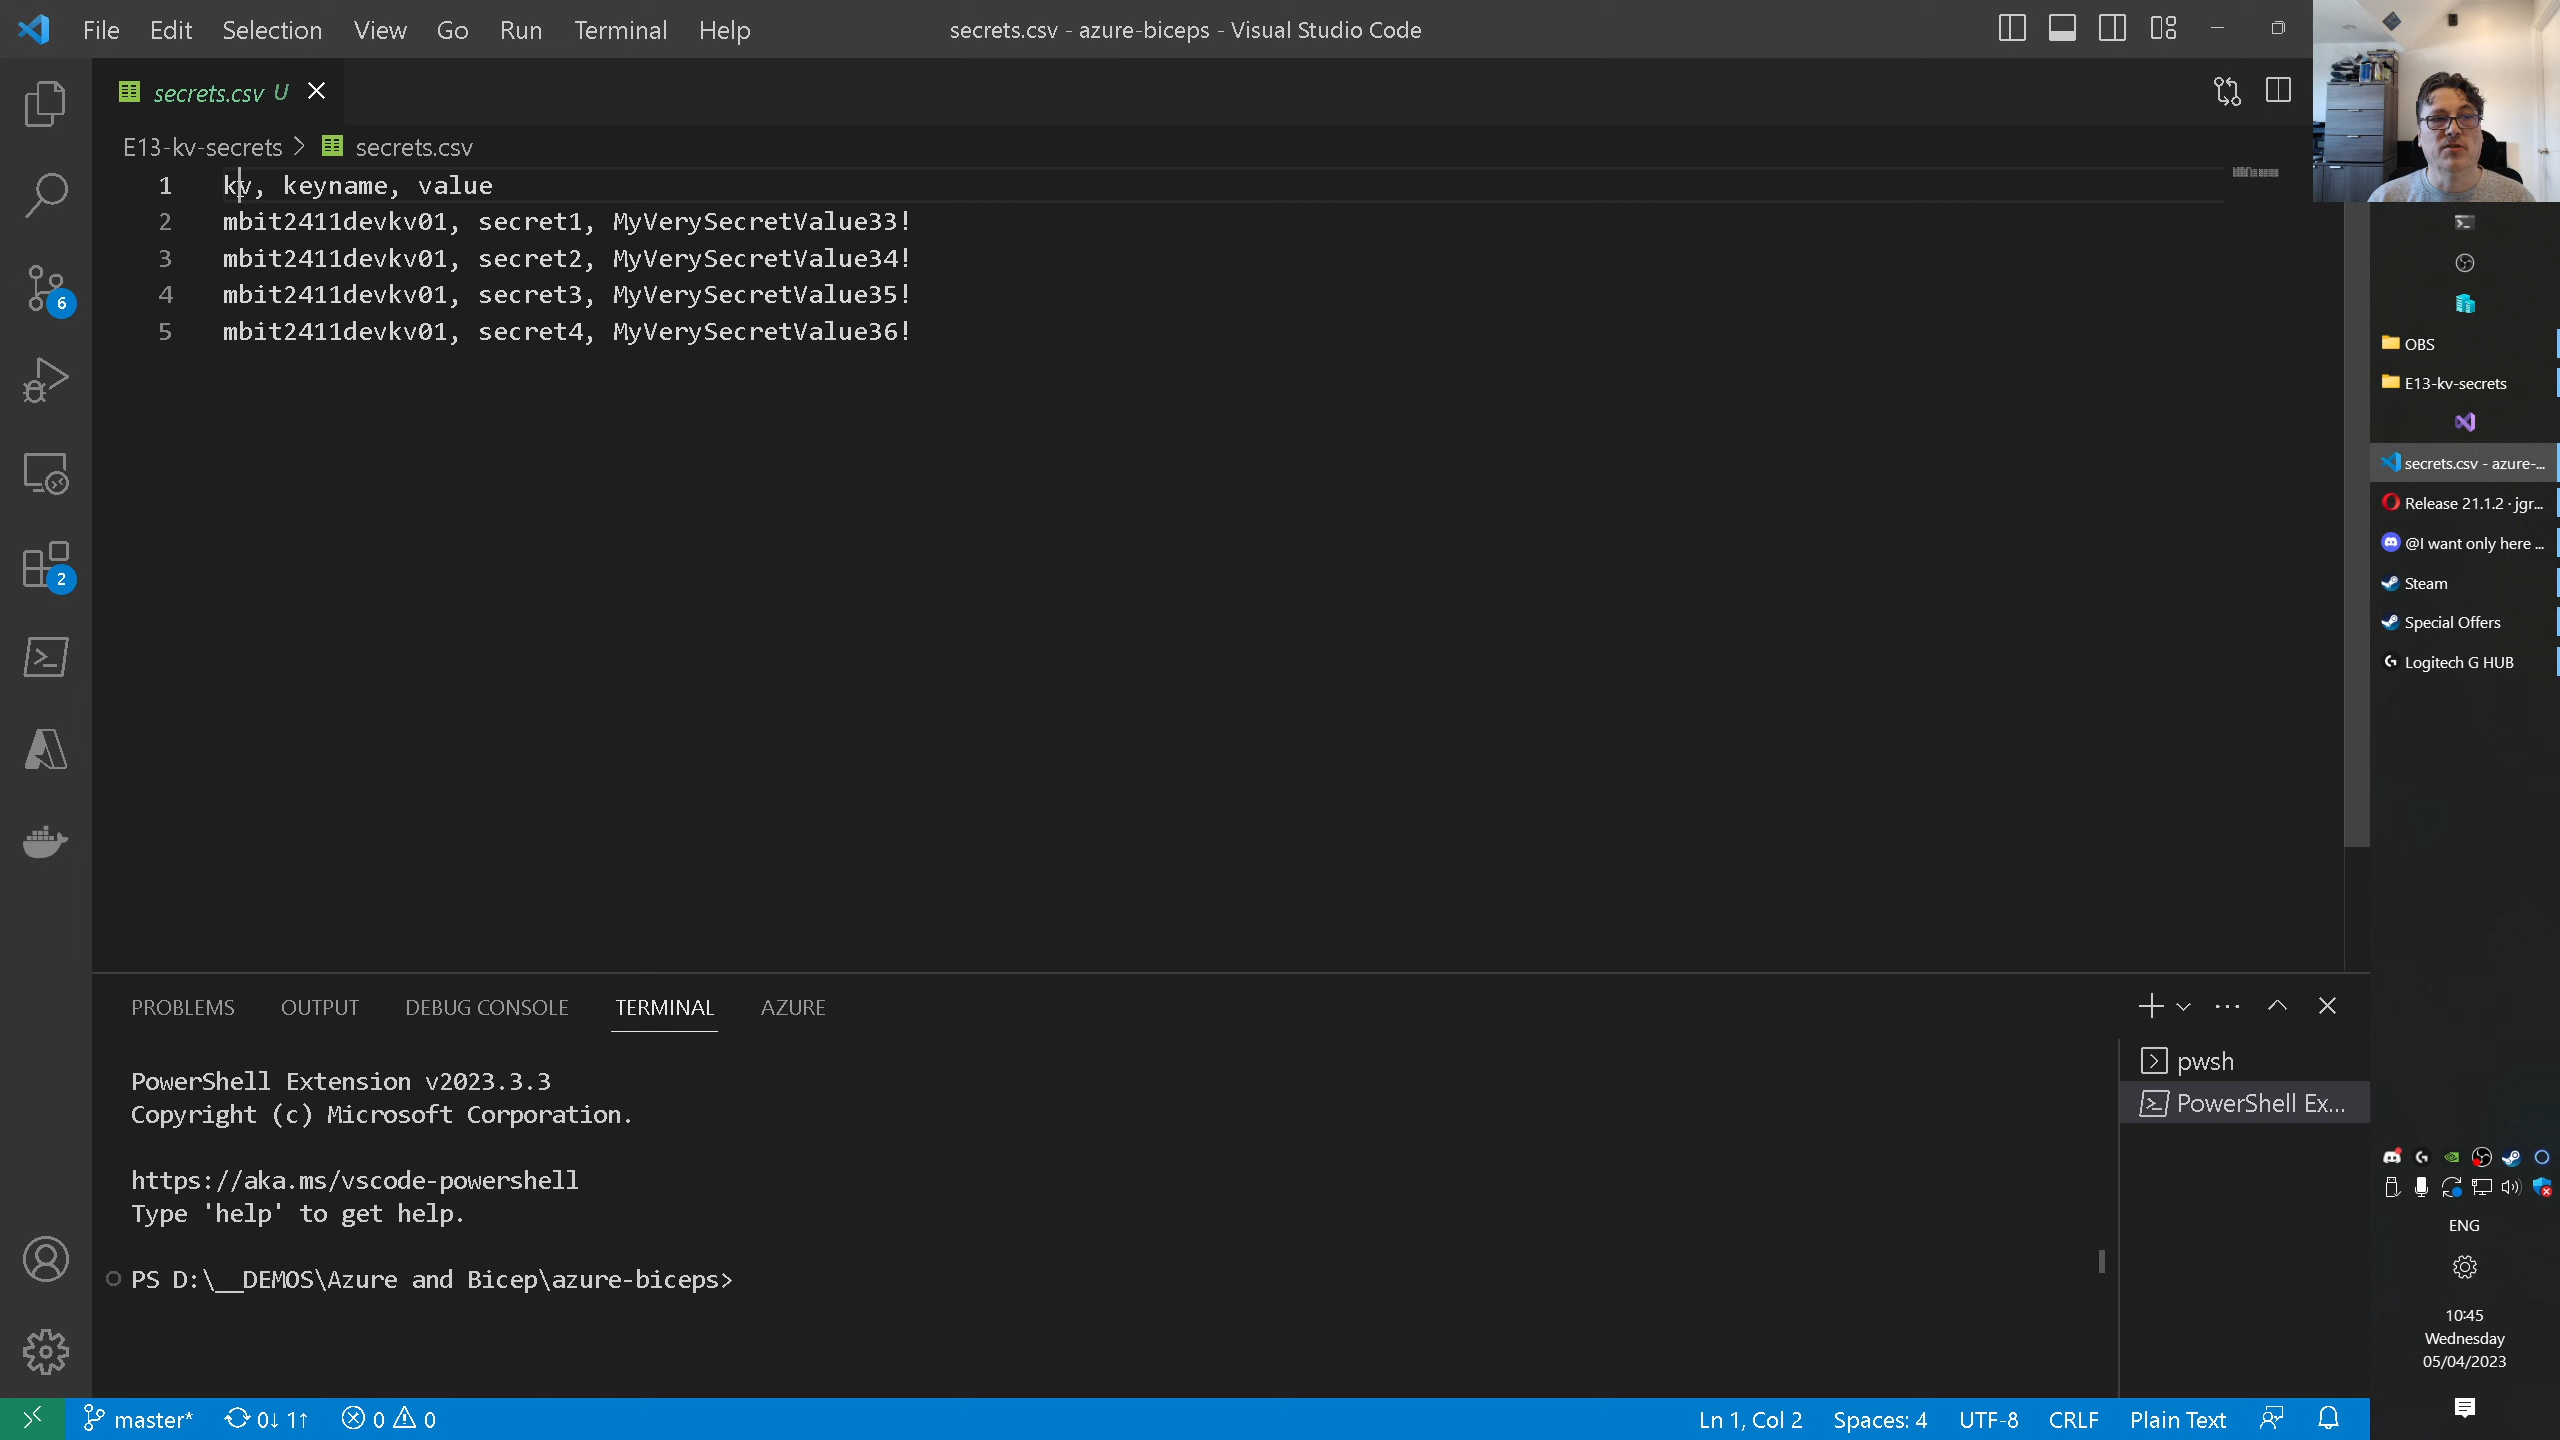 File Edit Selection View Go Run Terminal Help
secrets.csv - azure-biceps - Visual Studio Code
secrets.csv U
E13-kv-secrets > secrets.csv
1 kv, keyname, value
2 mbit2411devkv01, secret1, MyVerySecretValue33!
3 mbit2411devkv01, secret2, MyVerySecretValue34!
4 mbit2411devkv01, secret3, MyVerySecretValue35!
5 mbit2411devkv01, secret4, MyVerySecretValue36!
6
2
PROBLEMS OUTPUT DEBUG CONSOLE TERMINAL AZURE
PowerShell Extension v2023.3.3
Copyright (c) Microsoft Corporation.
https://aka.ms/vscode-powershell
Type 'help' to get help.
PS D:\__DEMOS\Azure and Bicep\azure-biceps>
pwsh
PowerShell Ex...
master* 0↓ 1↑ 0 0
Ln 1, Col 2 Spaces: 4 UTF-8 CRLF Plain Text
OBS
E13-kv-secrets
secrets.csv - azure-...
Release 21.1.2 · jgr...
@I want only here ...
Steam
Special Offers
Logitech G HUB
ENG
10:45
Wednesday
05/04/2023